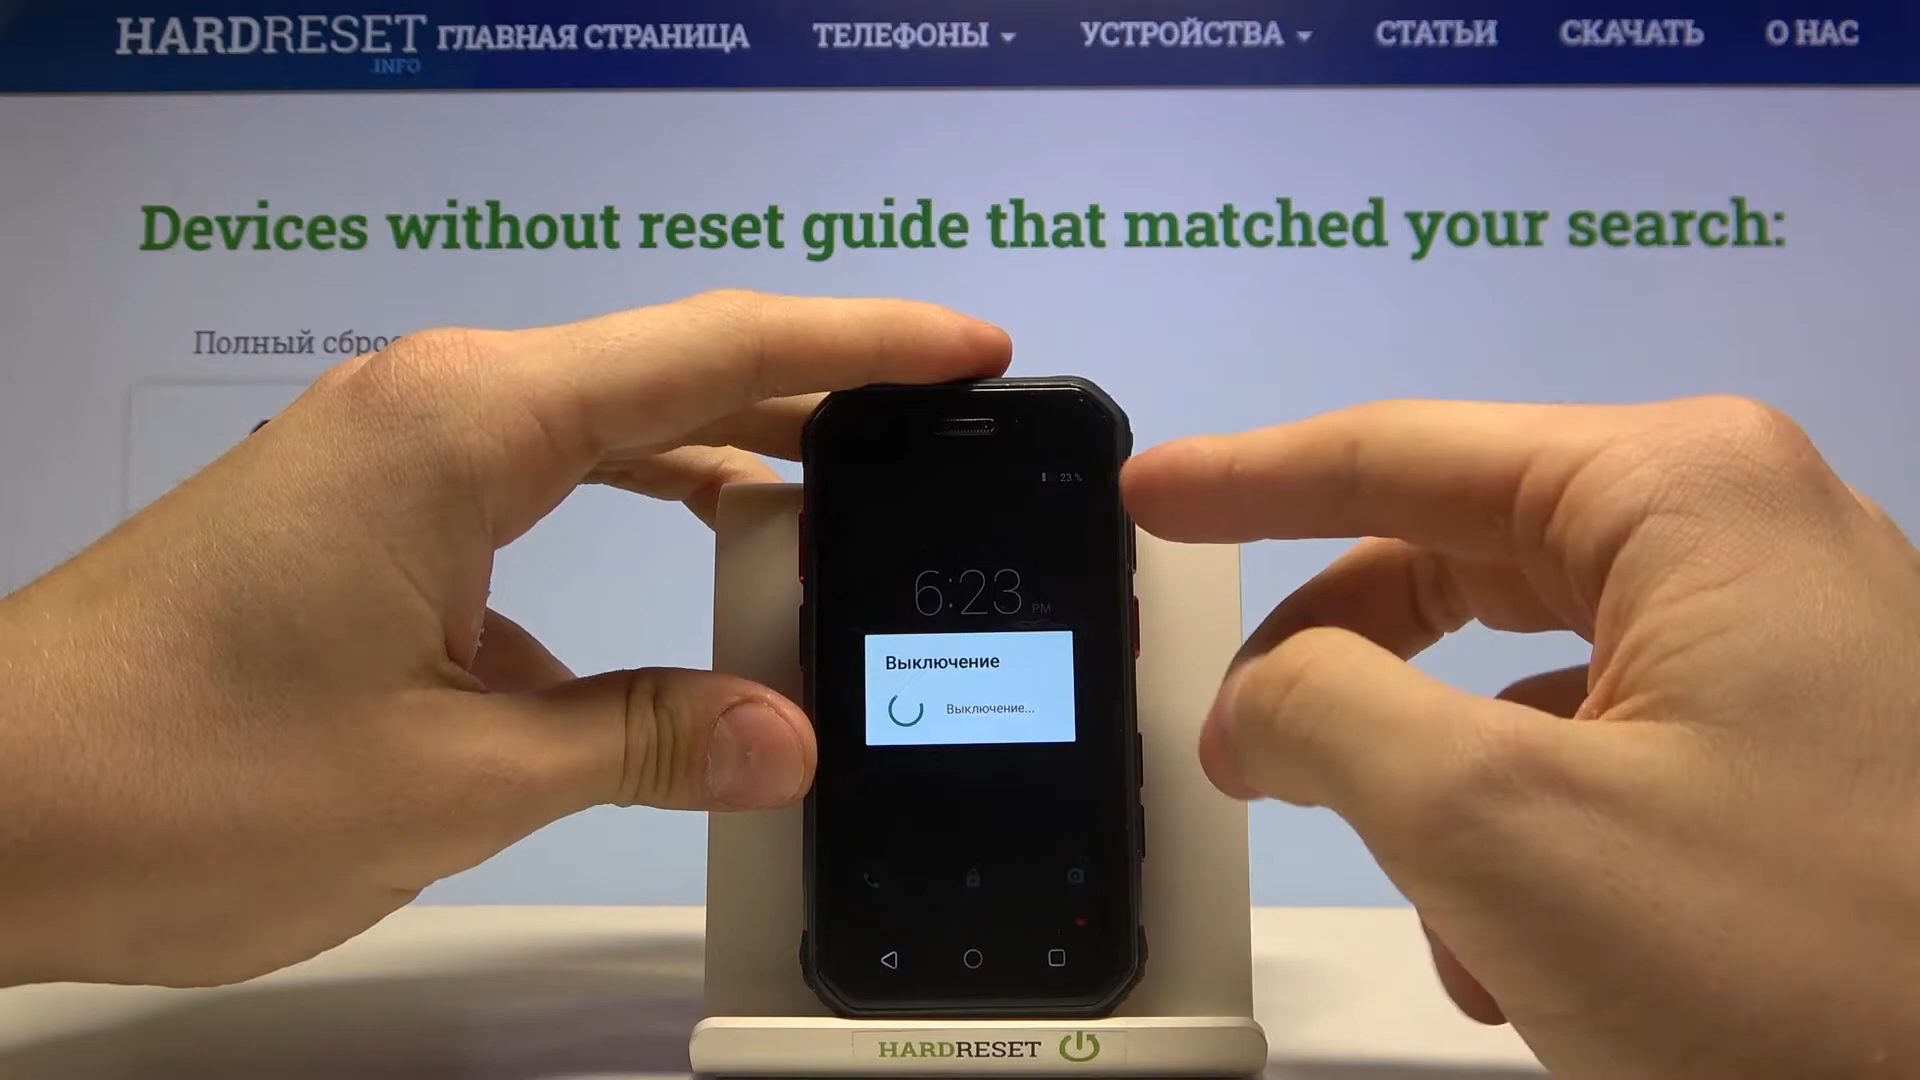 HARDRESET
.INFO
ГЛАВНАЯ СТРАНИЦА
ТЕЛЕФОНЫ
УСТРОЙСТВА
СТАТЬИ
СКАЧАТЬ
О НАС
Devices without reset guide that matched your search:
Полный сброс
23 %
6:23 PM
Выключение
Выключение...
HARDRESET